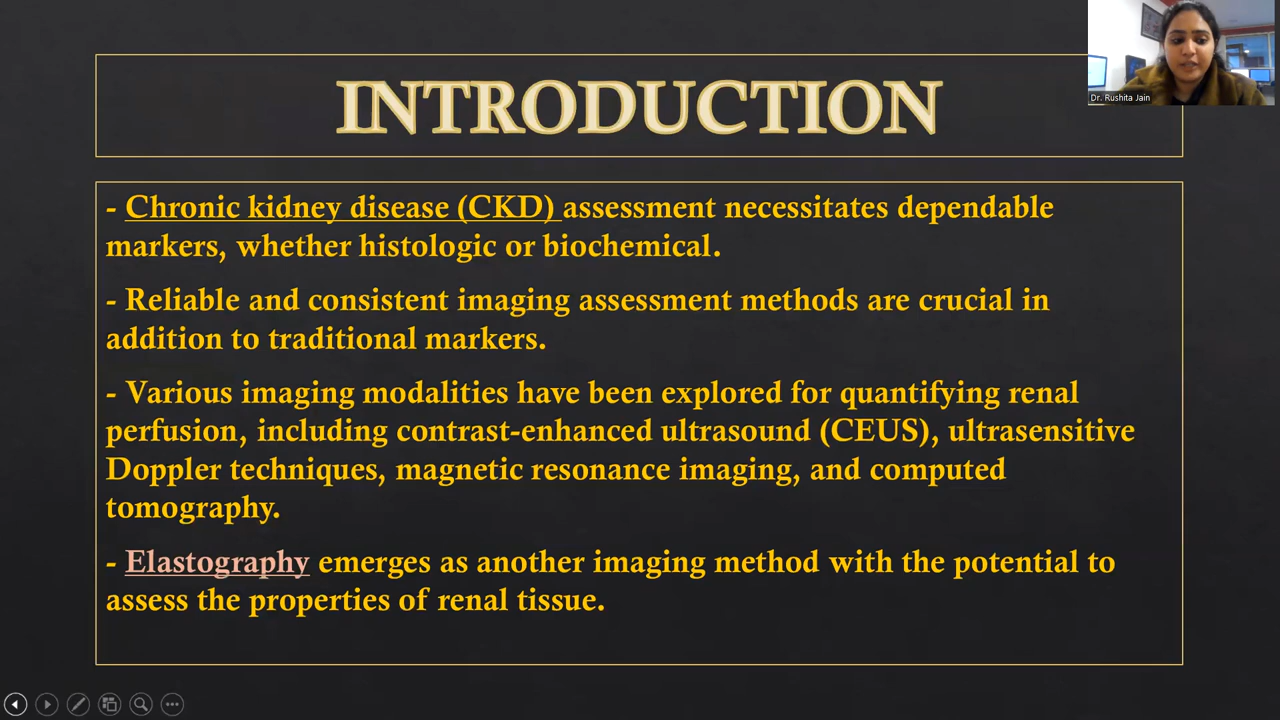 Dr. Rushita Jain
INTRODUCTION
- Chronic kidney disease (CKD) assessment necessitates dependable
markers, whether histologic or biochemical.
- Reliable and consistent imaging assessment methods are crucial in
addition to traditional markers.
- Various imaging modalities have been explored for quantifying renal
perfusion, including contrast-enhanced ultrasound (CEUS), ultrasensitive
Doppler techniques, magnetic resonance imaging, and computed
tomography.
- Elastography emerges as another imaging method with the potential to
assess the properties of renal tissue.